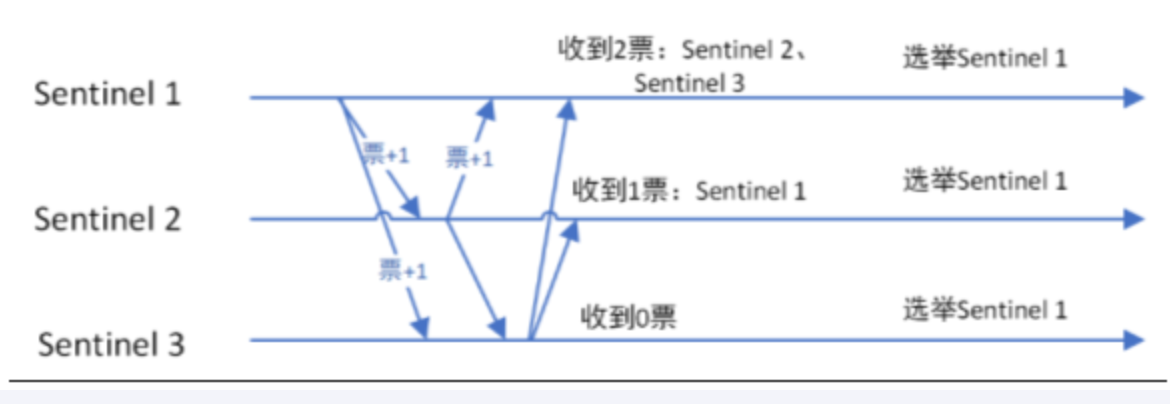 收到2票：Sentinel 2、
Sentinel 3
选举Sentinel 1
Sentinel 1
票+1
票+1
收到1票：Sentinel 1
选举Sentinel 1
Sentinel 2
票+1
收到0票
选举Sentinel 1
Sentinel 3